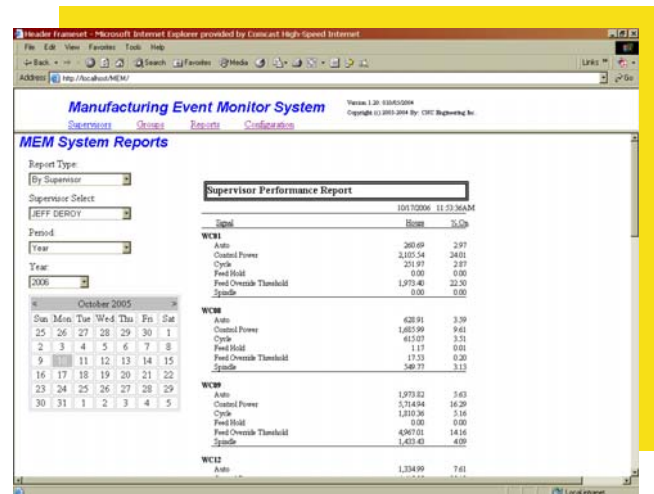 Header Frameset - Microsoft Internet Explorer provided by Comcast High-Speed Internet
File Edit View Favorites Tools Help
Back Search Favorites Media
Links
Address http://localhost/MEM/ Go
Manufacturing Event Monitor System
Supervisors Groups Reports Configuration
MEM System Reports
Report Type:
By Supervisor
Supervisor Select:
JEFF DEROY
Period
Year
Year:
2006
« October 2005 »
Sun Mon Tue Wed Thu Fri Sat
25 26 27 28 29 30 1
2 3 4 5 6 7 8
9 10 11 12 13 14 15
16 17 18 19 20 21 22
23 24 25 26 27 28 29
30 31 1 2 3 4 5
Supervisor Performance Report
10/17/2006 11:53:36AM
Signal Hours % On
WC01
Auto 260.69 2.97
Control Power 2,105.54 24.01
Cycle 251.97 2.87
Feed Hold 0.00 0.00
Feed Override Threshold 1,973.40 22.50
Spindle 0.00 0.00
WC08
Auto 628.91 3.59
Control Power 1,685.99 9.61
Cycle 615.07 3.51
Feed Hold 1.17 0.01
Feed Override Threshold 17.53 0.20
Spindle 549.77 3.13
WC09
Auto 1,973.82 5.63
Control Power 5,714.94 16.29
Cycle 1,810.36 5.16
Feed Hold 0.00 0.00
Feed Override Threshold 4,967.01 14.16
Spindle 1,433.43 4.09
WC12
Auto 1,334.99 7.61
Local intranet